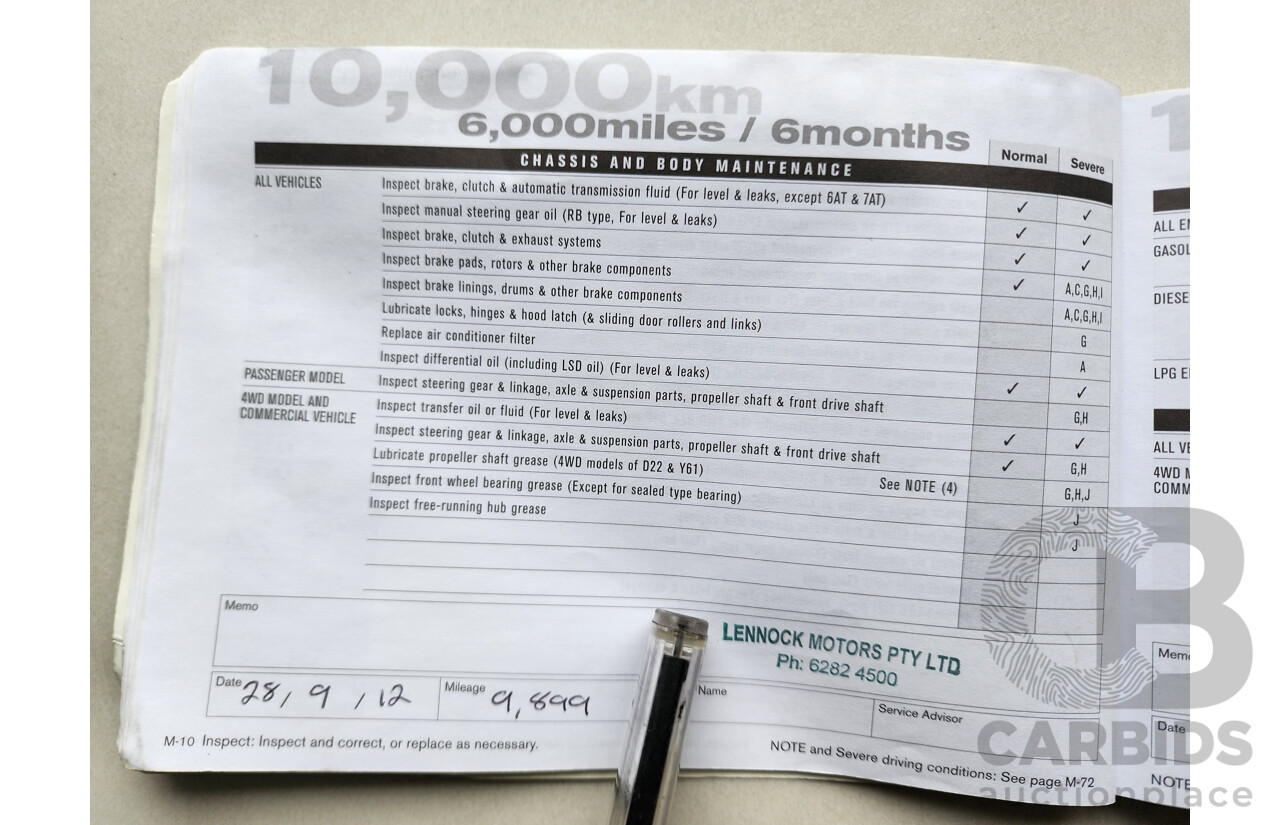 10,000km
6,000miles / 6months
CHASSIS AND BODY MAINTENANCE Normal Severe
ALL VEHICLES Inspect brake, clutch & automatic transmission fluid (For level & leaks, except 6AT & 7AT) ✓ ✓
Inspect manual steering gear oil (RB type, For level & leaks) ✓ ✓
Inspect brake, clutch & exhaust systems ✓ ✓
Inspect brake pads, rotors & other brake components ✓ A,C,G,H,I
Inspect brake linings, drums & other brake components A,C,G,H,I
Lubricate locks, hinges & hood latch (& sliding door rollers and links) G
Replace air conditioner filter A
Inspect differential oil (including LSD oil) (For level & leaks) ✓ ✓
PASSENGER MODEL Inspect steering gear & linkage, axle & suspension parts, propeller shaft & front drive shaft G,H
4WD MODEL AND Inspect transfer oil or fluid (For level & leaks) ✓ ✓
COMMERCIAL VEHICLE Inspect steering gear & linkage, axle & suspension parts, propeller shaft & front drive shaft ✓ G,H
Lubricate propeller shaft grease (4WD models of D22 & Y61) See NOTE (4) G,H,J
Inspect front wheel bearing grease (Except for sealed type bearing) J
Inspect free-running hub grease J
Memo
LENNOCK MOTORS PTY LTD
Ph: 6282 4500
Date 28/9/12 Mileage 9,899 Name Service Advisor
M-10 Inspect: Inspect and correct, or replace as necessary.
NOTE and Severe driving conditions: See page M-72
1
ALL EN
GASOL
DIESE
LPG E
ALL VE
4WD M
COMM
Memo
Date
NOTE
CB
CARBIDS
auctionplace